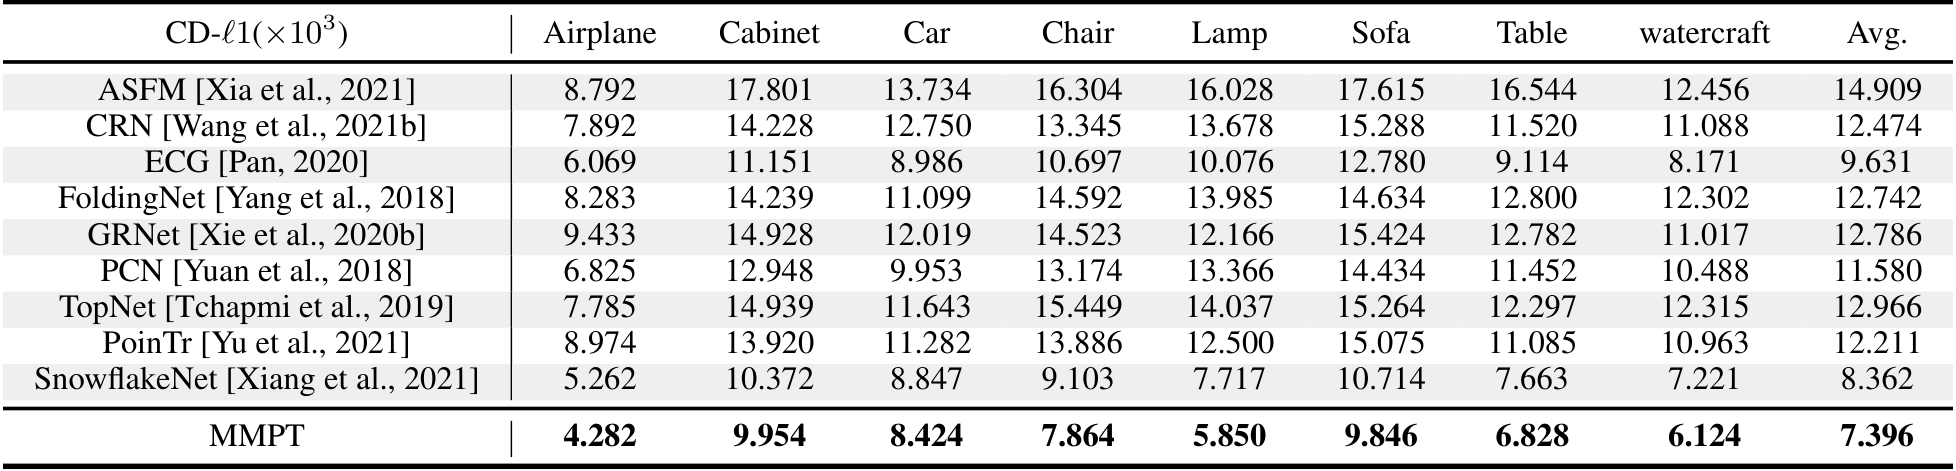 CD-ℓ1(×10³) Airplane Cabinet Car Chair Lamp Sofa Table watercraft Avg.
ASFM [Xia et al., 2021] 8.792 17.801 13.734 16.304 16.028 17.615 16.544 12.456 14.909
CRN [Wang et al., 2021b] 7.892 14.228 12.750 13.345 13.678 15.288 11.520 11.088 12.474
ECG [Pan, 2020] 6.069 11.151 8.986 10.697 10.076 12.780 9.114 8.171 9.631
FoldingNet [Yang et al., 2018] 8.283 14.239 11.099 14.592 13.985 14.634 12.800 12.302 12.742
GRNet [Xie et al., 2020b] 9.433 14.928 12.019 14.523 12.166 15.424 12.782 11.017 12.786
PCN [Yuan et al., 2018] 6.825 12.948 9.953 13.174 13.366 14.434 11.452 10.488 11.580
TopNet [Tchapmi et al., 2019] 7.785 14.939 11.643 15.449 14.037 15.264 12.297 12.315 12.966
PoinTr [Yu et al., 2021] 8.974 13.920 11.282 13.886 12.500 15.075 11.085 10.963 12.211
SnowflakeNet [Xiang et al., 2021] 5.262 10.372 8.847 9.103 7.717 10.714 7.663 7.221 8.362
MMPT 4.282 9.954 8.424 7.864 5.850 9.846 6.828 6.124 7.396